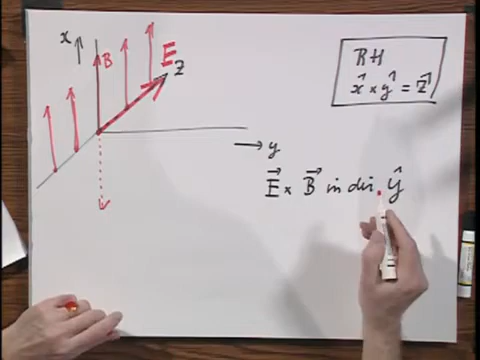 x
B
E
z
y
RH
x̂ × ŷ = ẑ
E⃗ × B⃗ in dir. ŷ